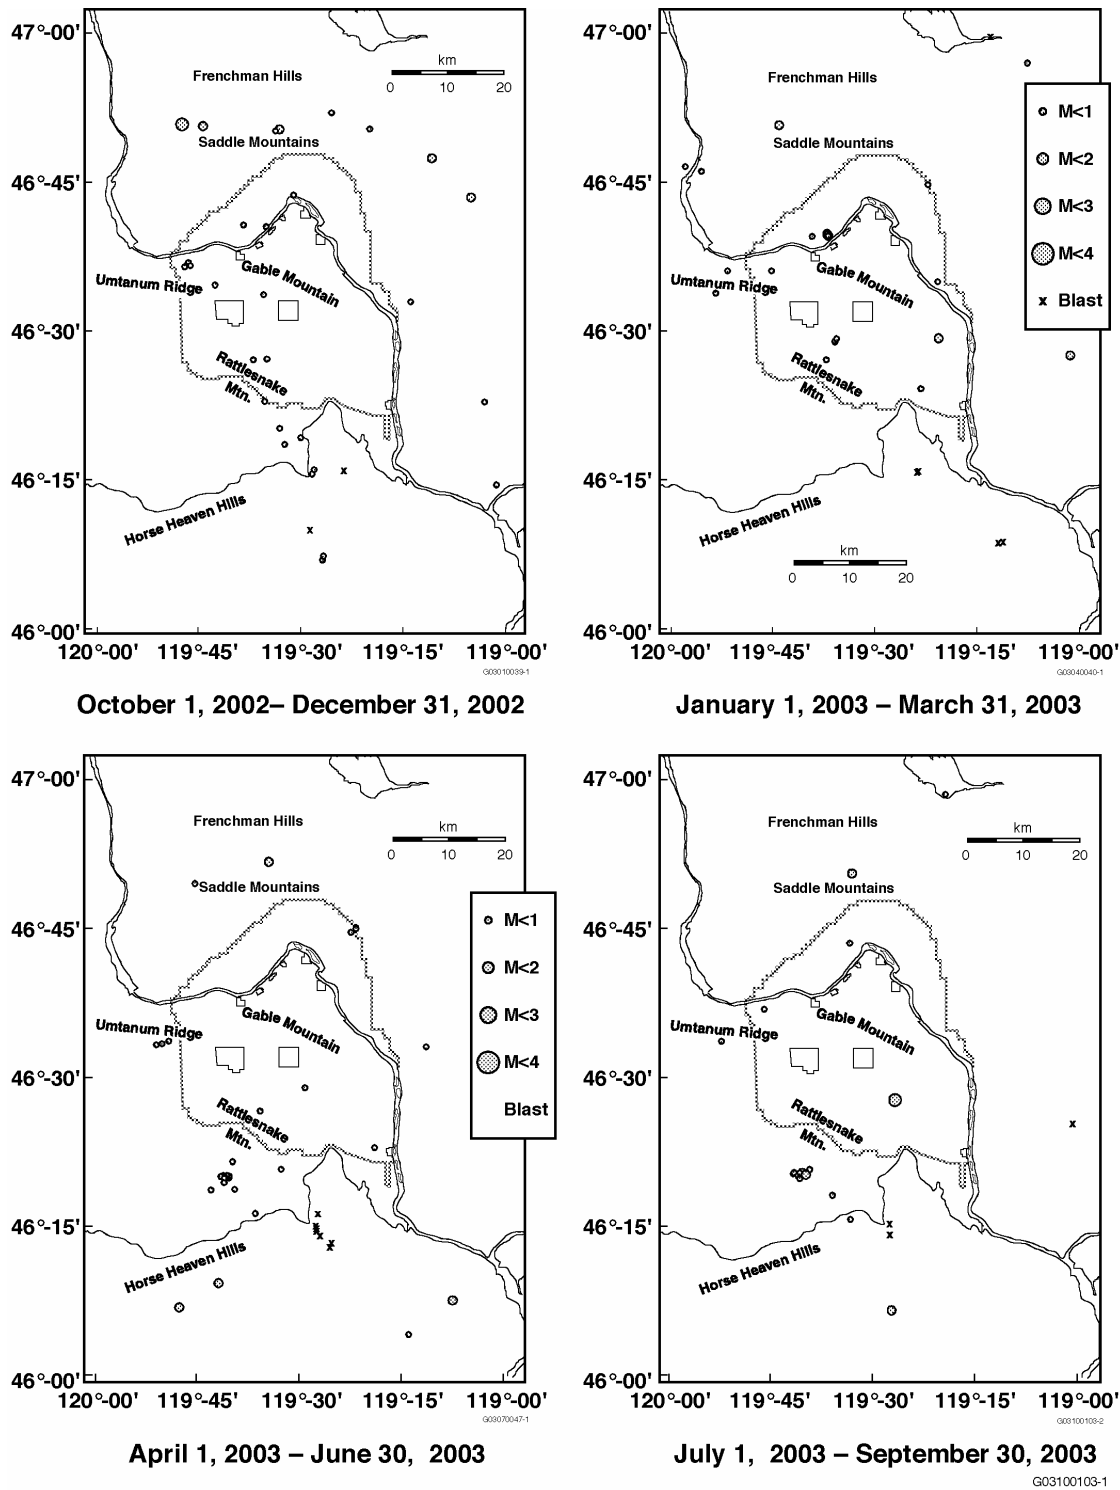 47°-00'
km
0 10 20
Frenchman Hills
Saddle Mountains
46°-45'
Umtanum Ridge
Gable Mountain
46°-30'
Rattlesnake
Mtn.
46°-15'
Horse Heaven Hills
46°-00'
120°-00' 119°-45' 119°-30' 119°-15' 119°-00'
G03010039-1
October 1, 2002– December 31, 2002
47°-00'
Frenchman Hills
M<1
M<2
M<3
M<4
x Blast
Saddle Mountains
46°-45'
Umtanum Ridge
Gable Mountain
46°-30'
Rattlesnake
Mtn.
46°-15'
Horse Heaven Hills
km
0 10 20
46°-00'
120°-00' 119°-45' 119°-30' 119°-15' 119°-00'
G03040040-1
January 1, 2003 – March 31, 2003
47°-00'
Frenchman Hills
km
0 10 20
Saddle Mountains
M<1
M<2
M<3
M<4
Blast
46°-45'
Umtanum Ridge
Gable Mountain
46°-30'
Rattlesnake
Mtn.
46°-15'
Horse Heaven Hills
46°-00'
120°-00' 119°-45' 119°-30' 119°-15' 119°-00'
G03070047-1
April 1, 2003 – June 30, 2003
47°-00'
Frenchman Hills
km
0 10 20
Saddle Mountains
46°-45'
Umtanum Ridge
Gable Mountain
46°-30'
Rattlesnake
Mtn.
46°-15'
Horse Heaven Hills
46°-00'
120°-00' 119°-45' 119°-30' 119°-15' 119°-00'
G03100103-2
July 1, 2003 – September 30, 2003
G03100103-1